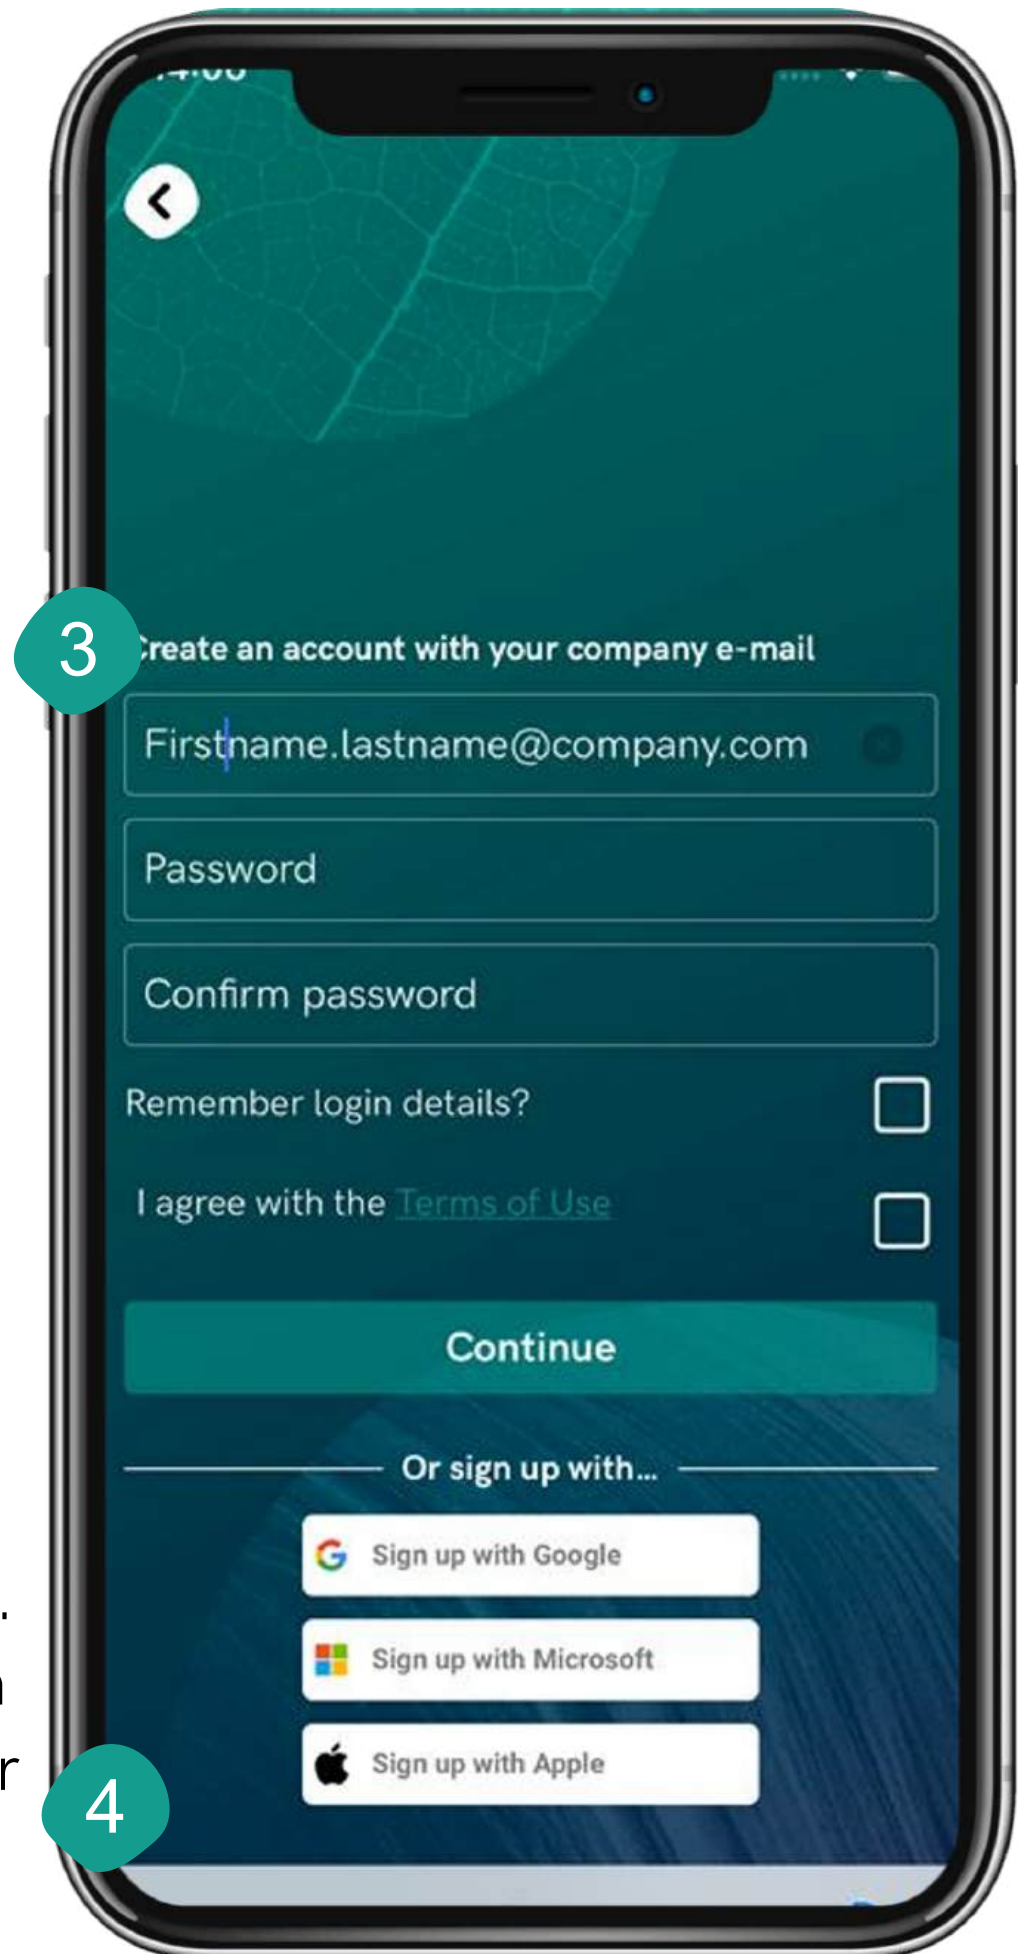 3
Create an account with your company e-mail
Firstname.lastname@company.com
Password
Confirm password
Remember login details?
I agree with the Terms of Use
Continue
Or sign up with...
Sign up with Google
Sign up with Microsoft
Sign up with Apple
r
4